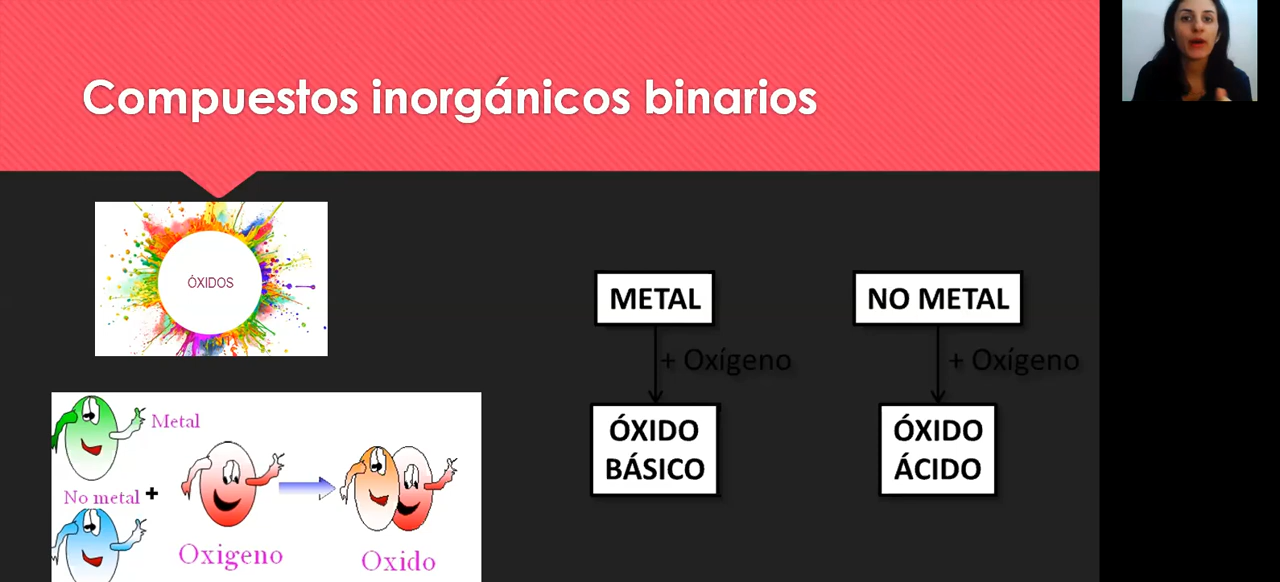 Compuestos inorgánicos binarios
ÓXIDOS
METAL
NO METAL
+ Oxígeno
+ Oxígeno
ÓXIDO
BÁSICO
ÓXIDO
ÁCIDO
Metal
No metal +
Oxigeno
Oxido